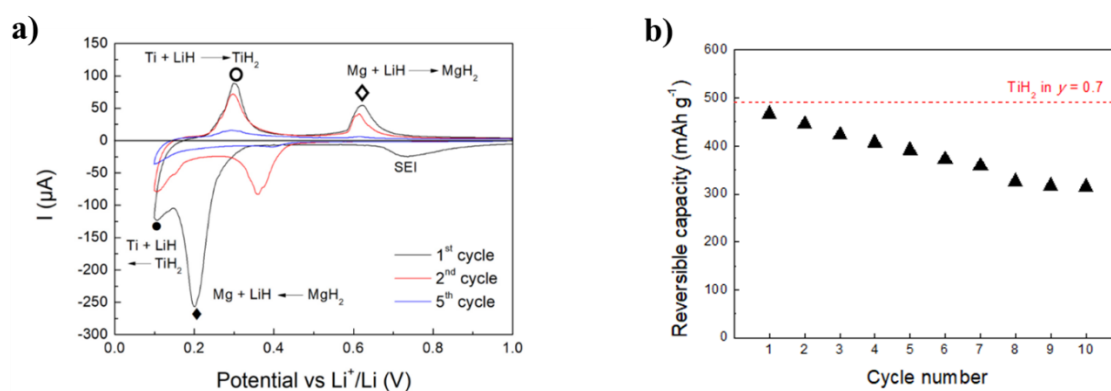 a)
I (µA)
150
100
50
0
-50
-100
-150
-200
-250
-300
Ti + LiH → TiH₂
Mg + LiH → MgH₂
SEI
Ti + LiH
← TiH₂
Mg + LiH ← MgH₂
1st cycle
2nd cycle
5th cycle
0.0 0.2 0.4 0.6 0.8 1.0
Potential vs Li⁺/Li (V)
b)
Reversible capacity (mAh g⁻¹)
600
500
400
300
200
100
0
TiH₂ in y = 0.7
1 2 3 4 5 6 7 8 9 10
Cycle number